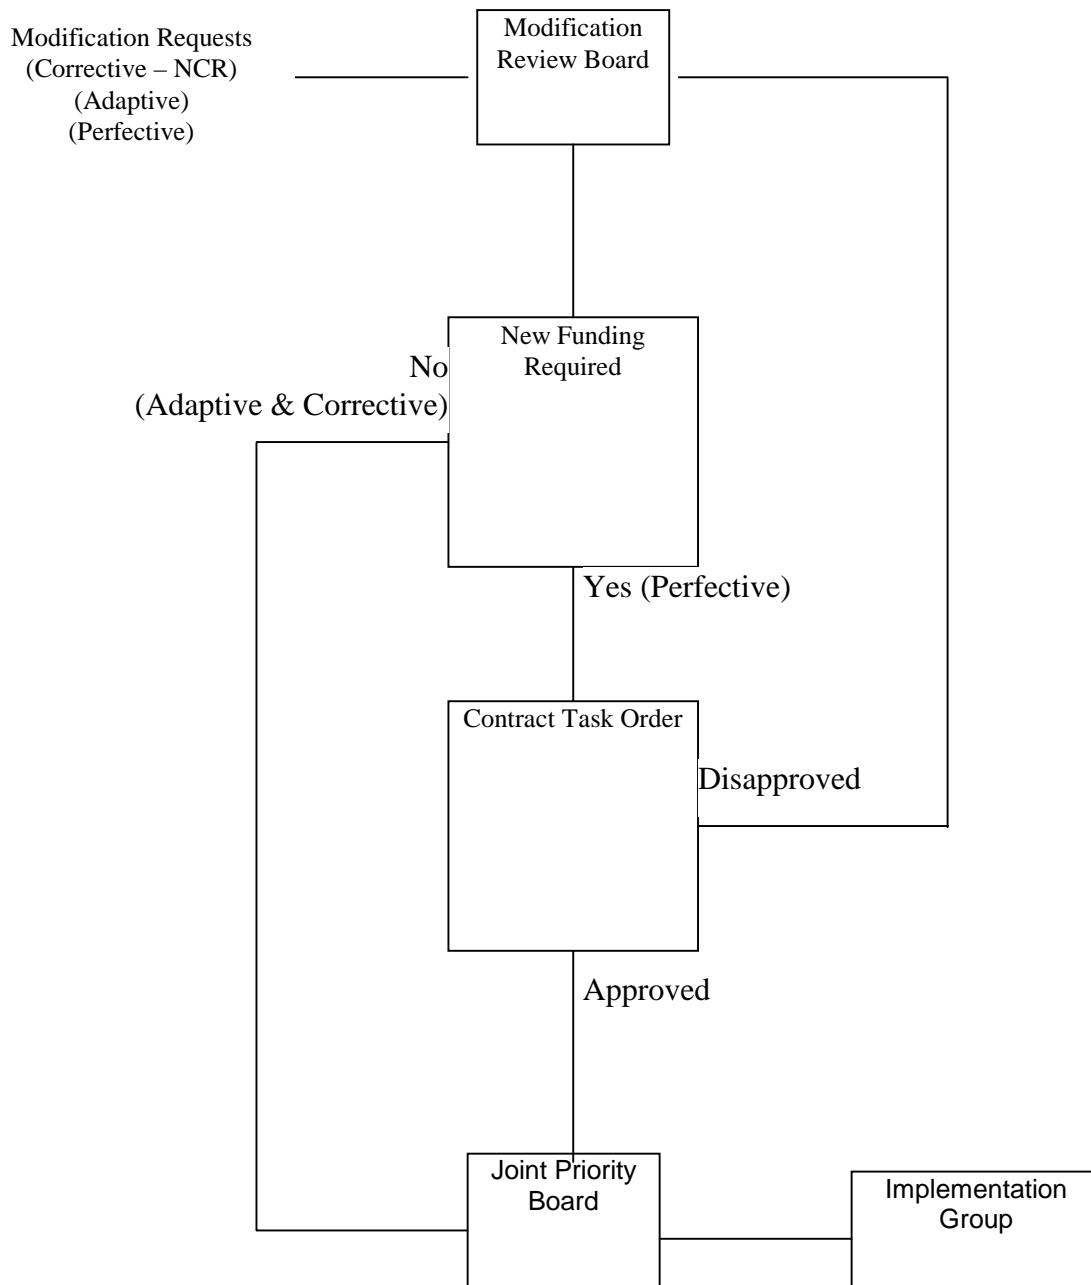 Modification Requests
(Corrective – NCR)
(Adaptive)
(Perfective)
Modification
Review Board
New Funding
Required
No
(Adaptive & Corrective)
Yes (Perfective)
Contract Task Order
Disapproved
Approved
Joint Priority
Board
Implementation
Group